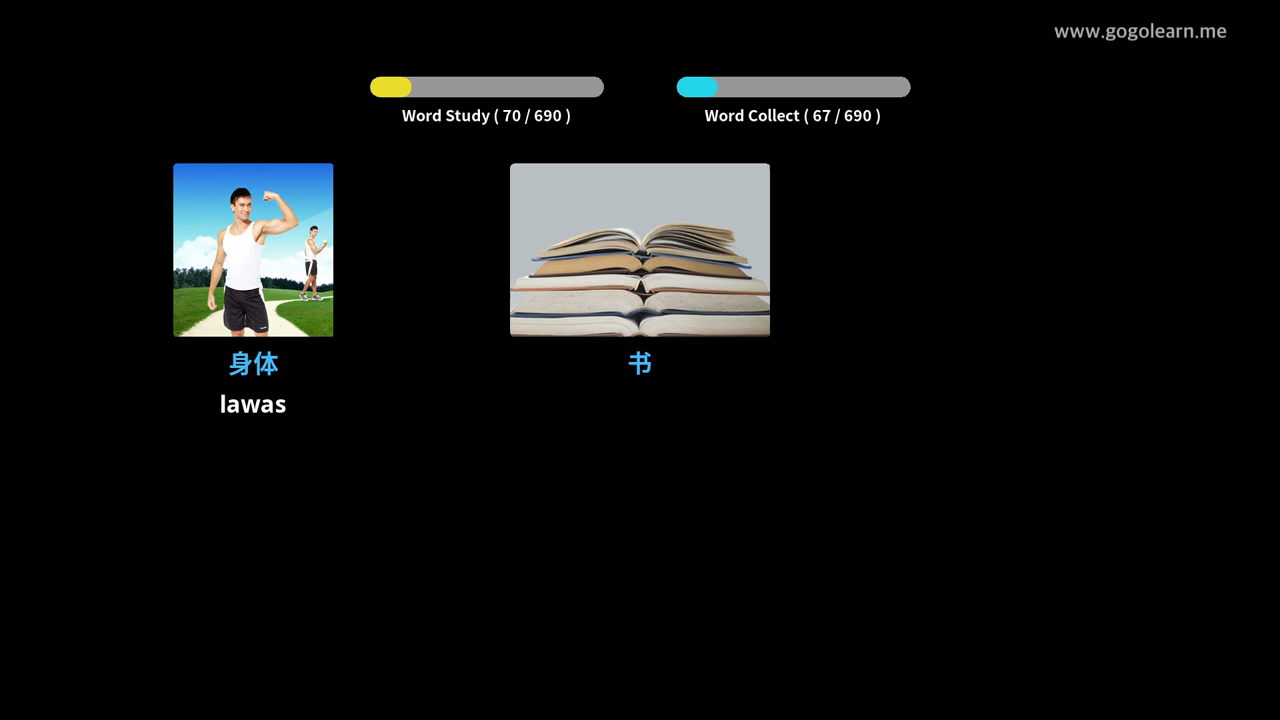 www.gogolearn.me
Word Study ( 70 / 690 )
Word Collect ( 67 / 690 )
身体
书
lawas